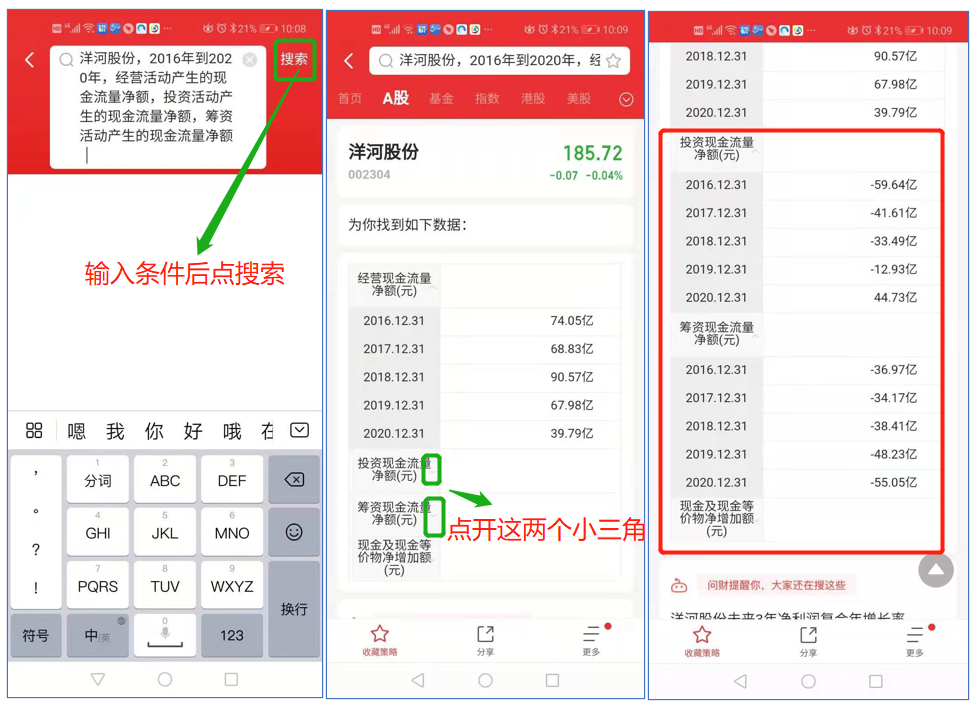 21% 10:08
洋河股份，2016年到202
0年，经营活动产生的现
金流量净额，投资活动产
生的现金流量净额，筹资
活动产生的现金流量净额
搜索
输入条件后点搜索
嗯 我 你 好 哦 在
，
。
？
！
1
分词
2
ABC
3
DEF
4
GHI
5
JKL
6
MNO
7
PQRS
8
TUV
9
WXYZ
换行
符号
中/英
0
123
21% 10:09
洋河股份，2016年到2020年，经
首页 A股 基金 指数 港股 美股
洋河股份 185.72
002304 -0.07 -0.04%
为你找到如下数据：
经营现金流量
净额(元)
2016.12.31 74.05亿
2017.12.31 68.83亿
2018.12.31 90.57亿
2019.12.31 67.98亿
2020.12.31 39.79亿
投资现金流量
净额(元)
筹资现金流量
净额(元)
点开这两个小三角
现金及现金等
价物净增加额
(元)
收藏策略 分享 更多
21% 10:09
2018.12.31 90.57亿
2019.12.31 67.98亿
2020.12.31 39.79亿
投资现金流量
净额(元)
2016.12.31 -59.64亿
2017.12.31 -41.61亿
2018.12.31 -33.49亿
2019.12.31 -12.93亿
2020.12.31 44.73亿
筹资现金流量
净额(元)
2016.12.31 -36.97亿
2017.12.31 -34.17亿
2018.12.31 -38.41亿
2019.12.31 -48.23亿
2020.12.31 -55.05亿
现金及现金等
价物净增加额
(元)
问财提醒你，大家还在搜这些
洋河股份未来3年净利润复合年增长率
收藏策略 分享 更多